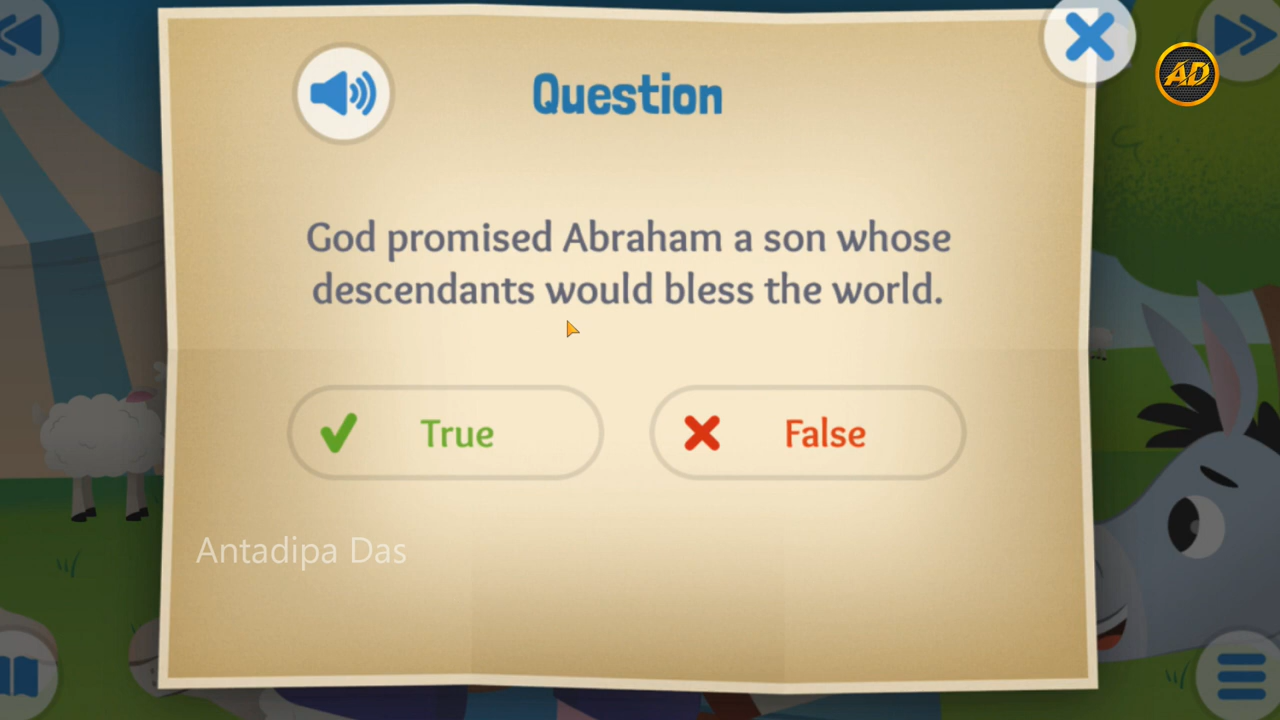 AD
Question
God promised Abraham a son whose
descendants would bless the world.
True
False
Antadipa Das